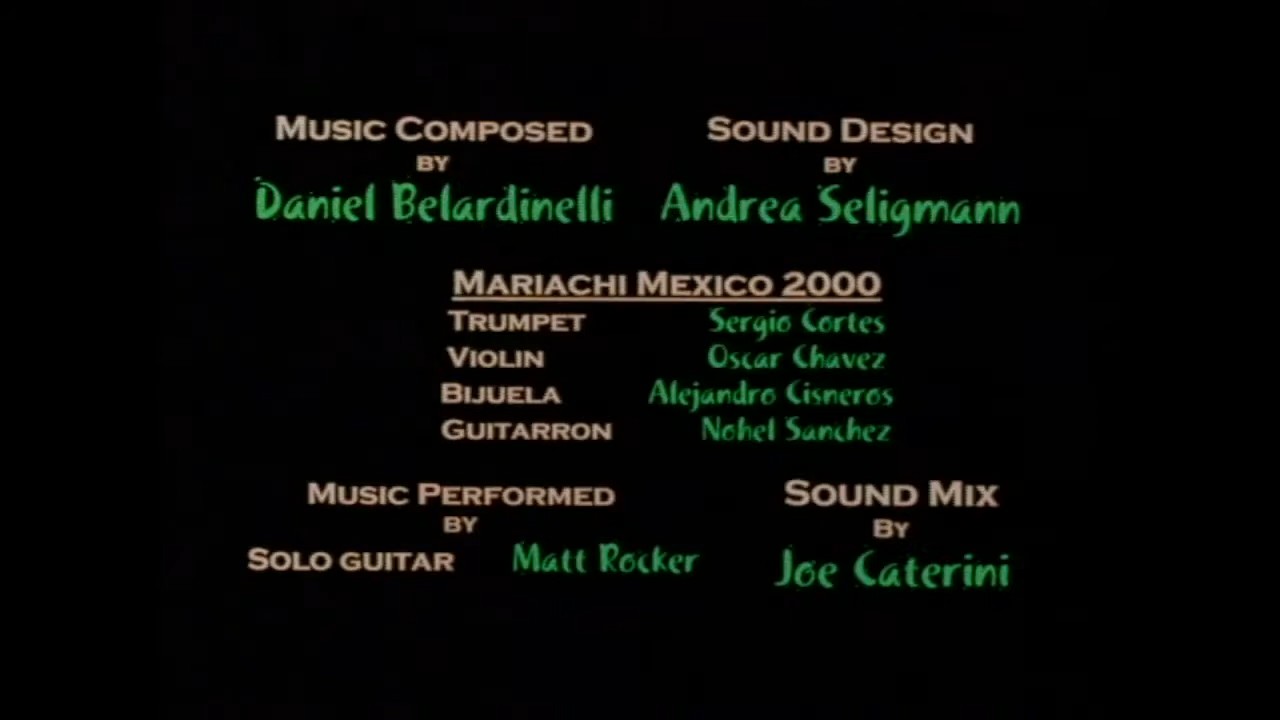 MUSIC COMPOSED
BY
Daniel Belardinelli
SOUND DESIGN
BY
Andrea Seligmann
MARIACHI MEXICO 2000
TRUMPET Sergio Cortes
VIOLIN Oscar Chavez
BIJUELA Alejandro Cisneros
GUITARRON Nohel Sanchez
MUSIC PERFORMED
BY
SOLO GUITAR Matt Rocker
SOUND MIX
BY
Joe Caterini